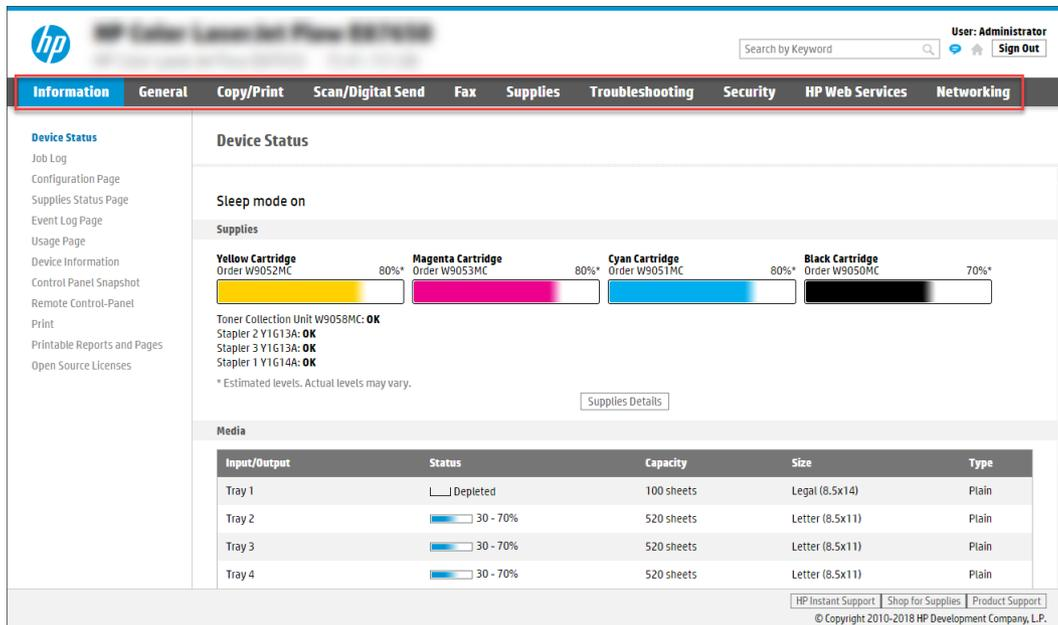 hp
User: Administrator
Search by Keyword
Sign Out
Information General Copy/Print Scan/Digital Send Fax Supplies Troubleshooting Security HP Web Services Networking
Device Status
Job Log
Configuration Page
Supplies Status Page
Event Log Page
Usage Page
Device Information
Control Panel Snapshot
Remote Control-Panel
Print
Printable Reports and Pages
Open Source Licenses
Device Status
Sleep mode on
Supplies
Yellow Cartridge Magenta Cartridge Cyan Cartridge Black Cartridge
Order W9052MC 80%* Order W9053MC 80%* Order W9051MC 80%* Order W9050MC 70%*
Toner Collection Unit W9058MC: OK
Stapler 2 Y1G13A: OK
Stapler 3 Y1G13A: OK
Stapler 1 Y1G14A: OK
* Estimated levels. Actual levels may vary.
Supplies Details
Media
Input/Output Status Capacity Size Type
Tray 1 Depleted 100 sheets Legal (8.5x14) Plain
Tray 2 30 - 70% 520 sheets Letter (8.5x11) Plain
Tray 3 30 - 70% 520 sheets Letter (8.5x11) Plain
Tray 4 30 - 70% 520 sheets Letter (8.5x11) Plain
HP Instant Support Shop for Supplies Product Support
© Copyright 2010-2018 HP Development Company, L.P.